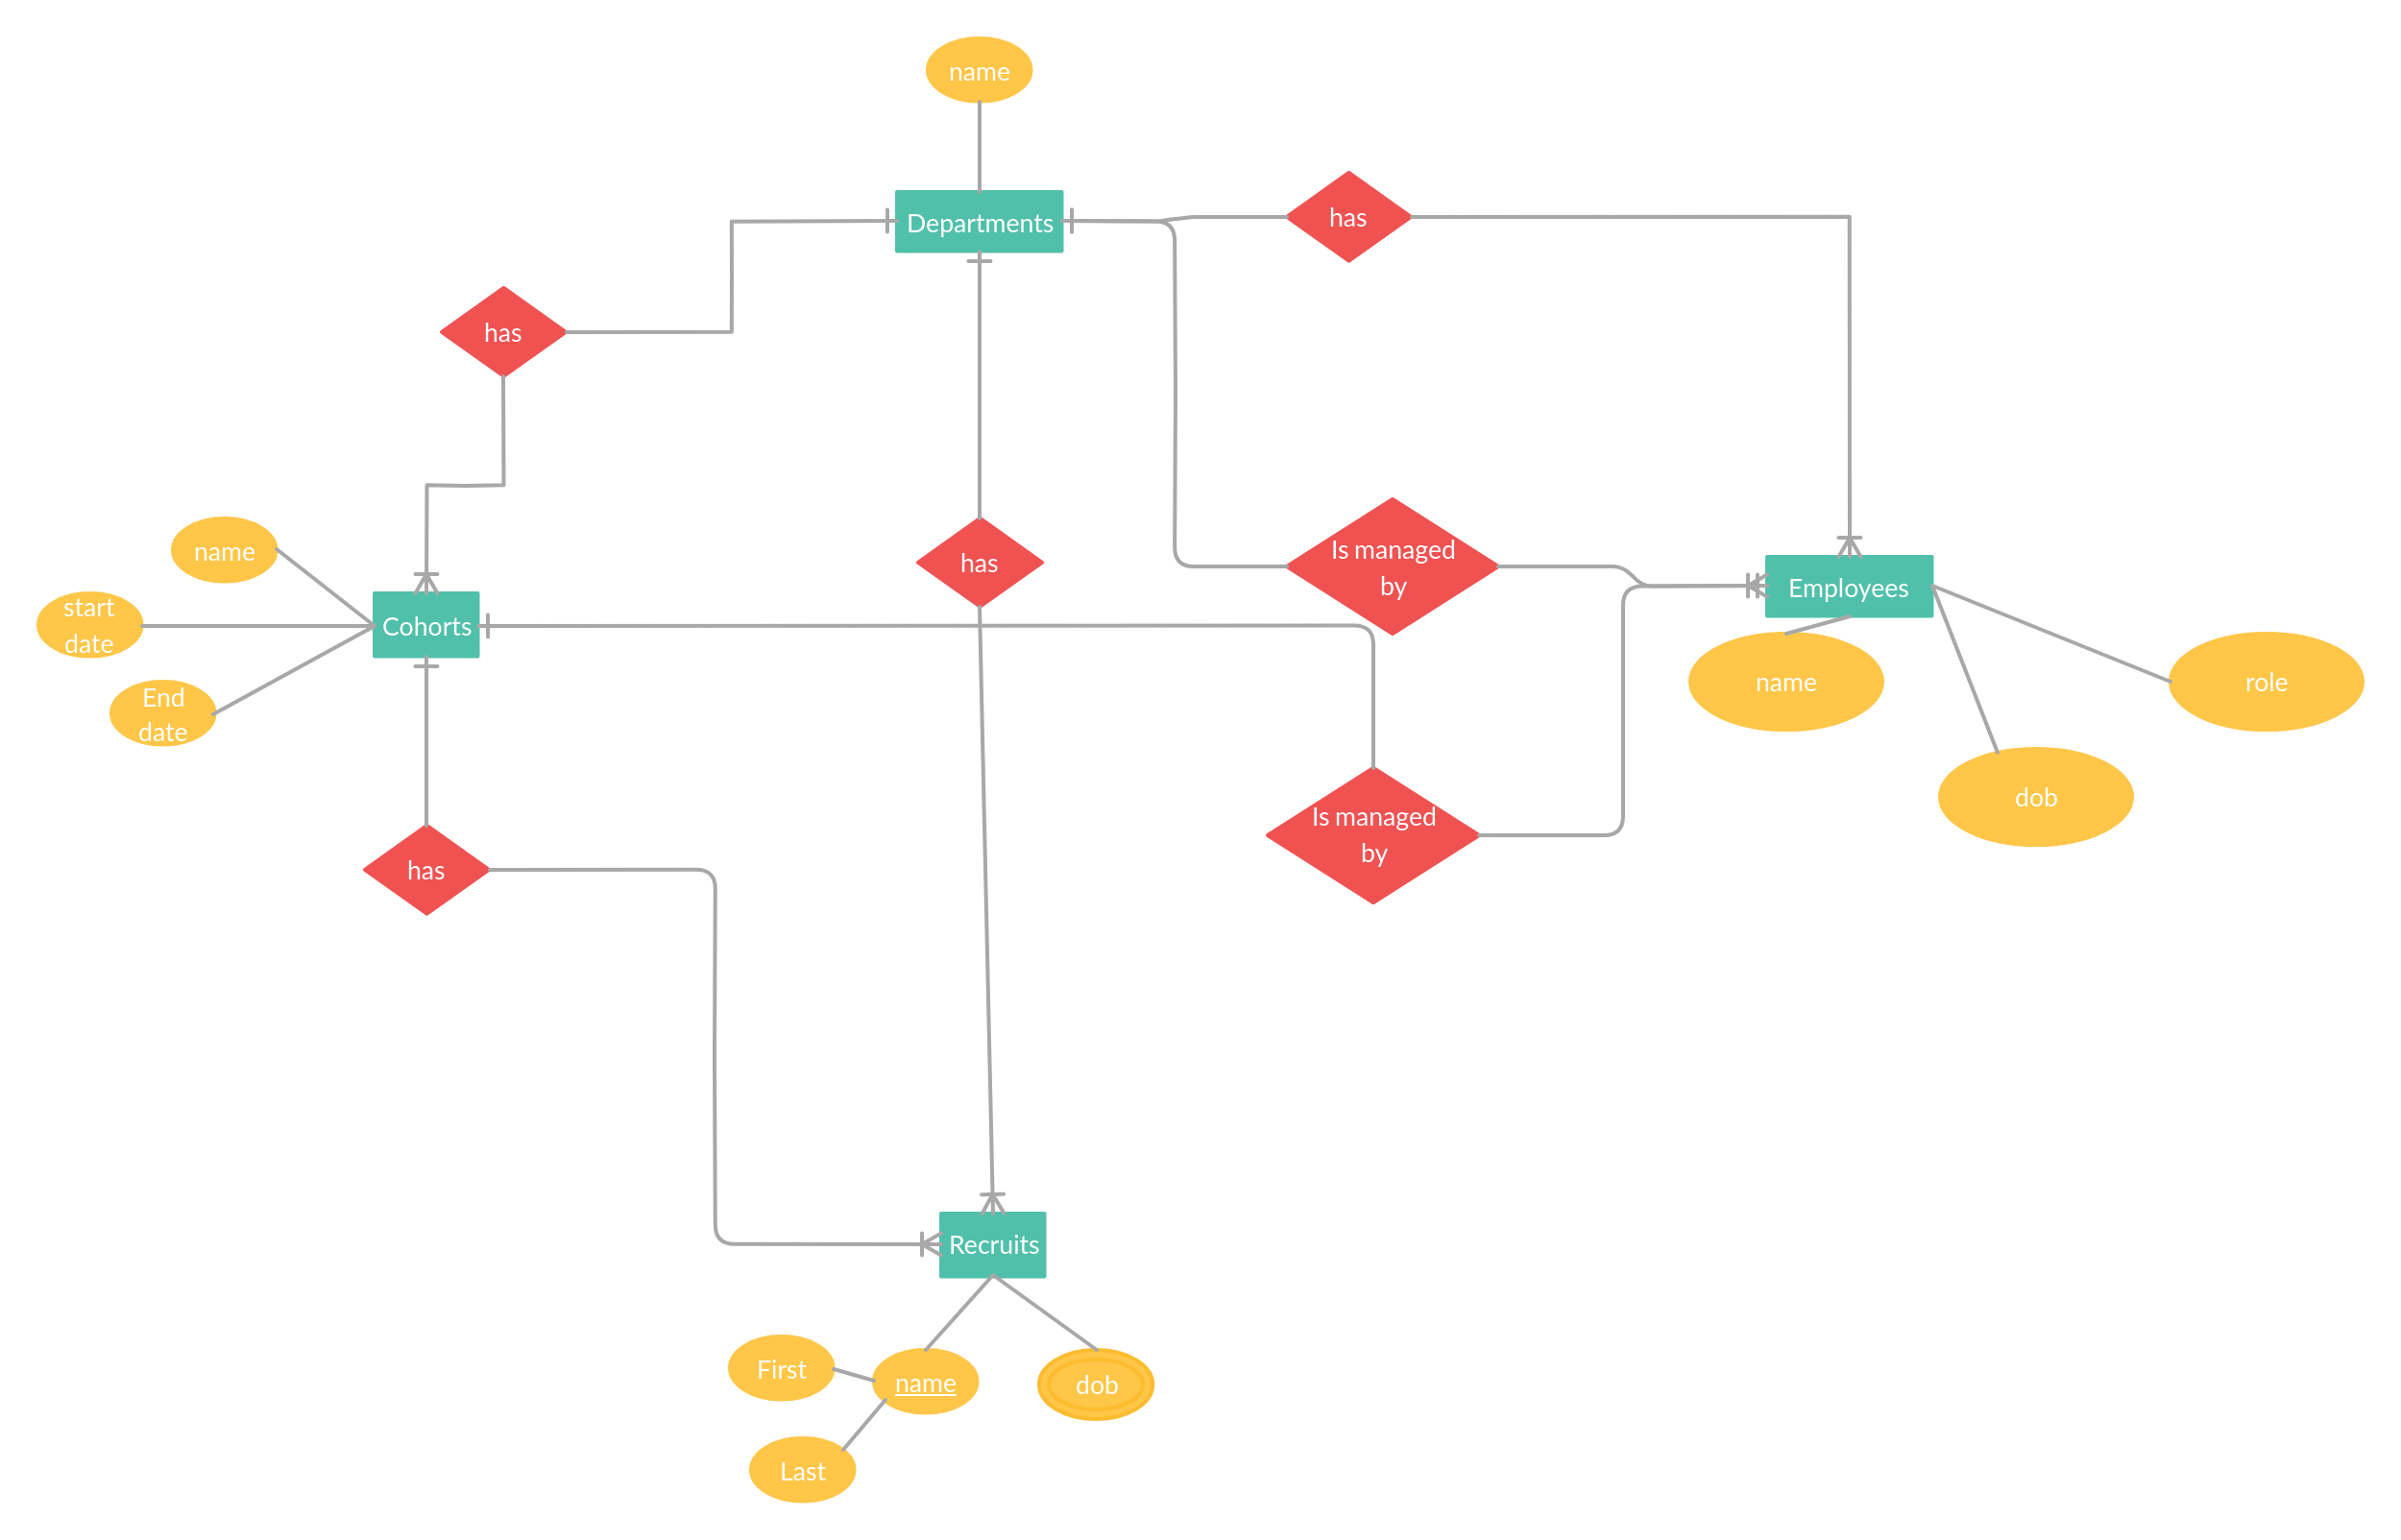 name
Departments
has
has
name
start
date
End
date
Cohorts
has
Is managed
by
Employees
name
role
dob
Is managed
by
has
Recruits
First
name
dob
Last